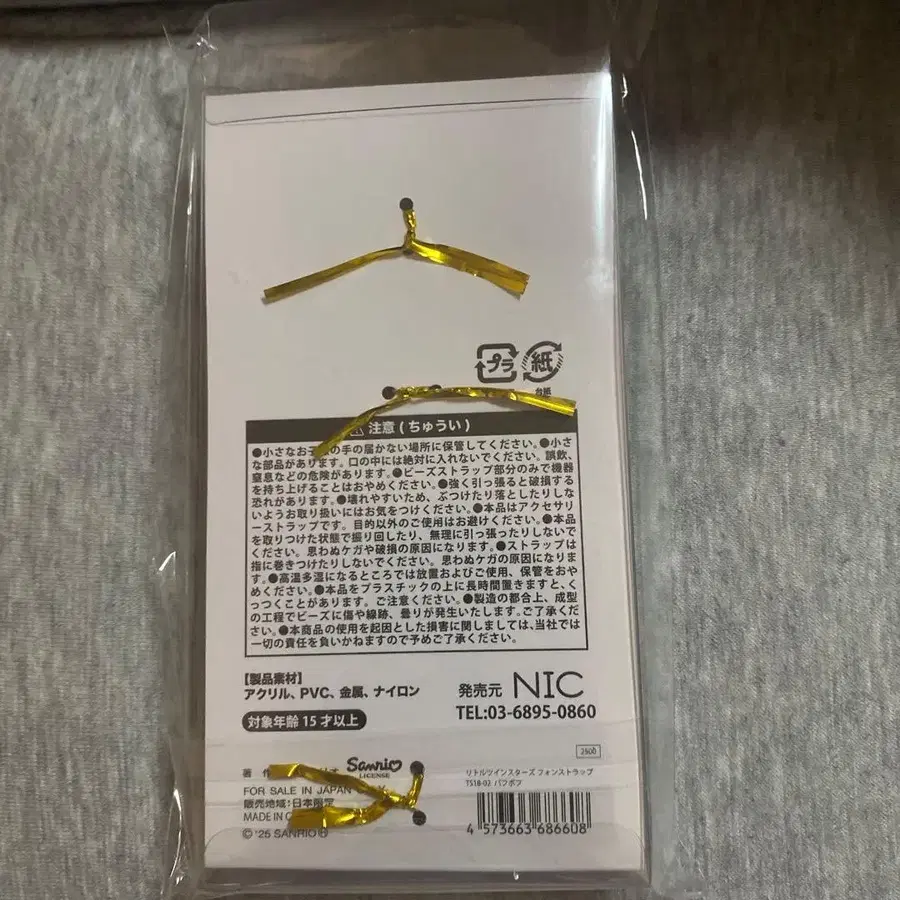 プラ
紙
台紙
注意 ( ちゅうい )
●小さなお子 の手の届かない場所に保管してください。●小さ
な部品があります。口の中には絶対に入れないでください。誤飲、
窒息などの危険があります。●ビーズストラップ部分のみで機器
を持ち上げることはおやめください。●強く引っ張ると破損する
恐れがあります。●壊れやすいため、ぶつけたり落としたりしな
いようお取り扱いにはお気をつけください。●本品はアクセサリ
ーストラップです。目的以外のご使用はお避けください。●本品
を取りつけた状態で振り回したり、無理に引っ張ったりしないで
ください。思わぬケガや破損の原因になります。●ストラップは
指に巻きつけたりしないでください。思わぬケガの原因になりま
す。●高温多湿になるところでは放置およびご使用、保管をおや
めください。●本品をプラスチックの上に長時間置きますと、く
っつくことがあります。ご注意ください。●製造の都合上、成型
の工程でビーズに傷や線跡、曇りが発生いたします。ご了承くだ
さい。●本商品の使用を起因とした損害に関しましては、当社では
一切の責任を負いかねますので予めご了承ください。
【製品素材】
アクリル、PVC、金属、ナイロン
対象年齢 15 才以上
発売元 NIC
TEL:03-6895-0860
2500
著 作
Sanrio
LICENSE
FOR SALE IN JAPAN
販売地域:日本限定
MADE IN C
©'25 SANRIO
リトルツインスターズ フォンストラップ
TS18-02 パフポフ
4 573663 686608